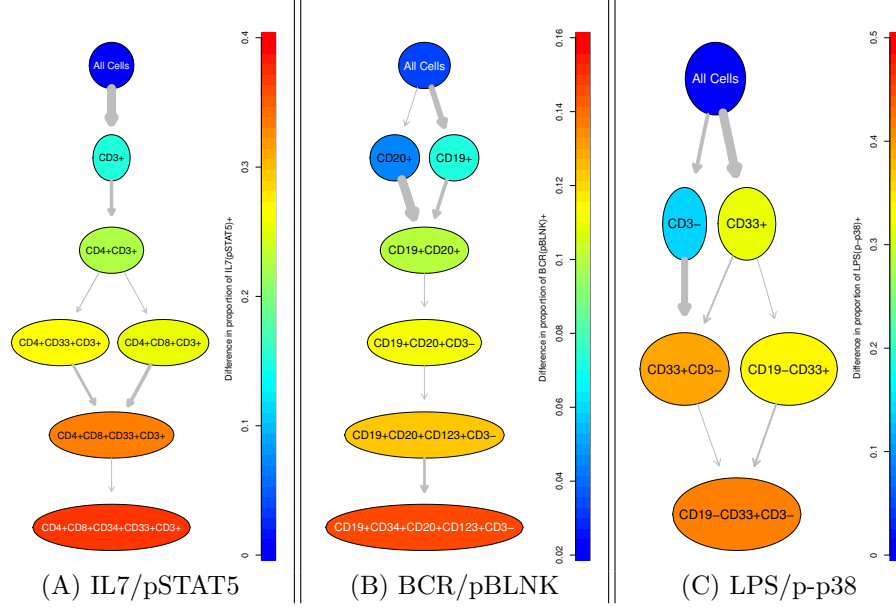 All Cells
CD3+
CD4+CD3+
CD4+CD33+CD3+
CD4+CD8+CD3+
CD4+CD8+CD33+CD3+
CD4+CD8+CD34+CD33+CD3+
Difference in proportion of IL7(pSTAT5)+
0
0.1
0.2
0.3
0.4
(A) IL7/pSTAT5
All Cells
CD20+
CD19+
CD19+CD20+
CD19+CD20+CD3−
CD19+CD20+CD123+CD3−
CD19+CD34+CD20+CD123+CD3−
Difference in proportion of BCR(pBLNK)+
0.02
0.04
0.06
0.08
0.1
0.12
0.14
0.16
(B) BCR/pBLNK
All Cells
CD3−
CD33+
CD33+CD3−
CD19−CD33+
CD19−CD33+CD3−
Difference in proportion of LPS(p−p38)+
0
0.1
0.2
0.3
0.4
0.5
(C) LPS/p-p38